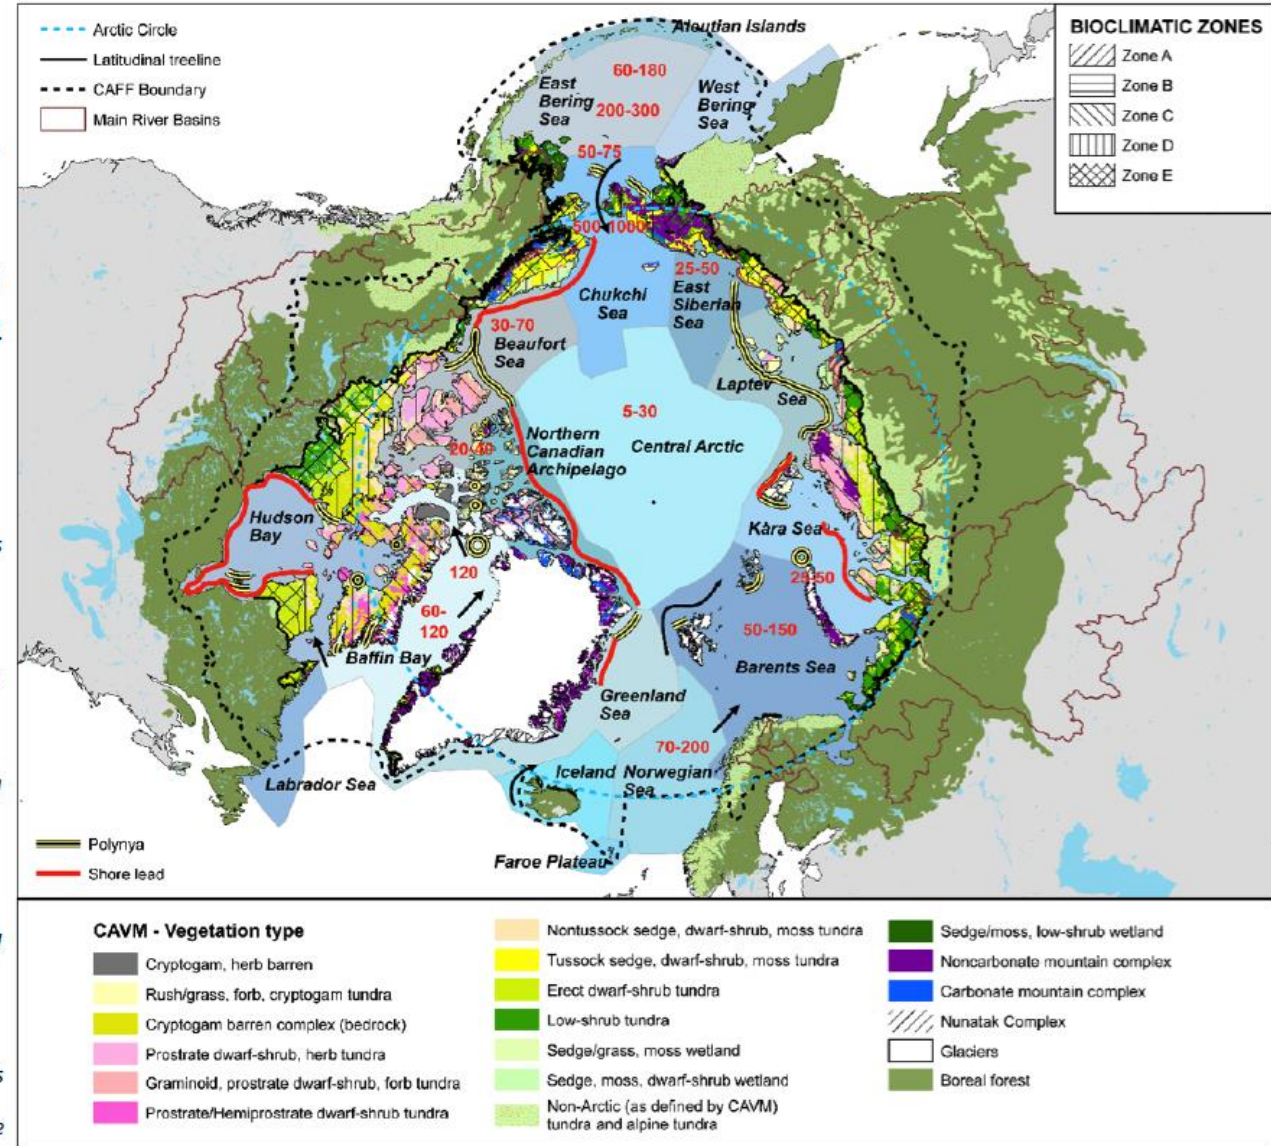 Arctic Circle
Latitudinal treeline
CAFF Boundary
Main River Basins
BIOCLIMATIC ZONES
Zone A
Zone B
Zone C
Zone D
Zone E
Aleutian Islands
60-180
East
Bering
Sea
200-300
West
Bering
Sea
50-75
500-1000
Chukchi
Sea
25-50
East
Siberian
Sea
30-70
Beaufort
Sea
Laptev
Sea
5-30
Central Arctic
20-40
Northern
Canadian
Archipelago
Hudson
Bay
Kara Sea
25-50
120
60-
120
50-150
Baffin Bay
Barents Sea
Greenland
Sea
70-200
Labrador Sea
Iceland
Norwegian
Sea
Faroe Plateau
Polynya
Shore lead
CAVM - Vegetation type
Cryptogam, herb barren
Rush/grass, forb, cryptogam tundra
Cryptogam barren complex (bedrock)
Prostrate dwarf-shrub, herb tundra
Graminoid, prostrate dwarf-shrub, forb tundra
Prostrate/Hemiprostrate dwarf-shrub tundra
Nontussock sedge, dwarf-shrub, moss tundra
Tussock sedge, dwarf-shrub, moss tundra
Erect dwarf-shrub tundra
Low-shrub tundra
Sedge/grass, moss wetland
Sedge, moss, dwarf-shrub wetland
Non-Arctic (as defined by CAVM)
tundra and alpine tundra
Sedge/moss, low-shrub wetland
Noncarbonate mountain complex
Carbonate mountain complex
Nunatak Complex
Glaciers
Boreal forest